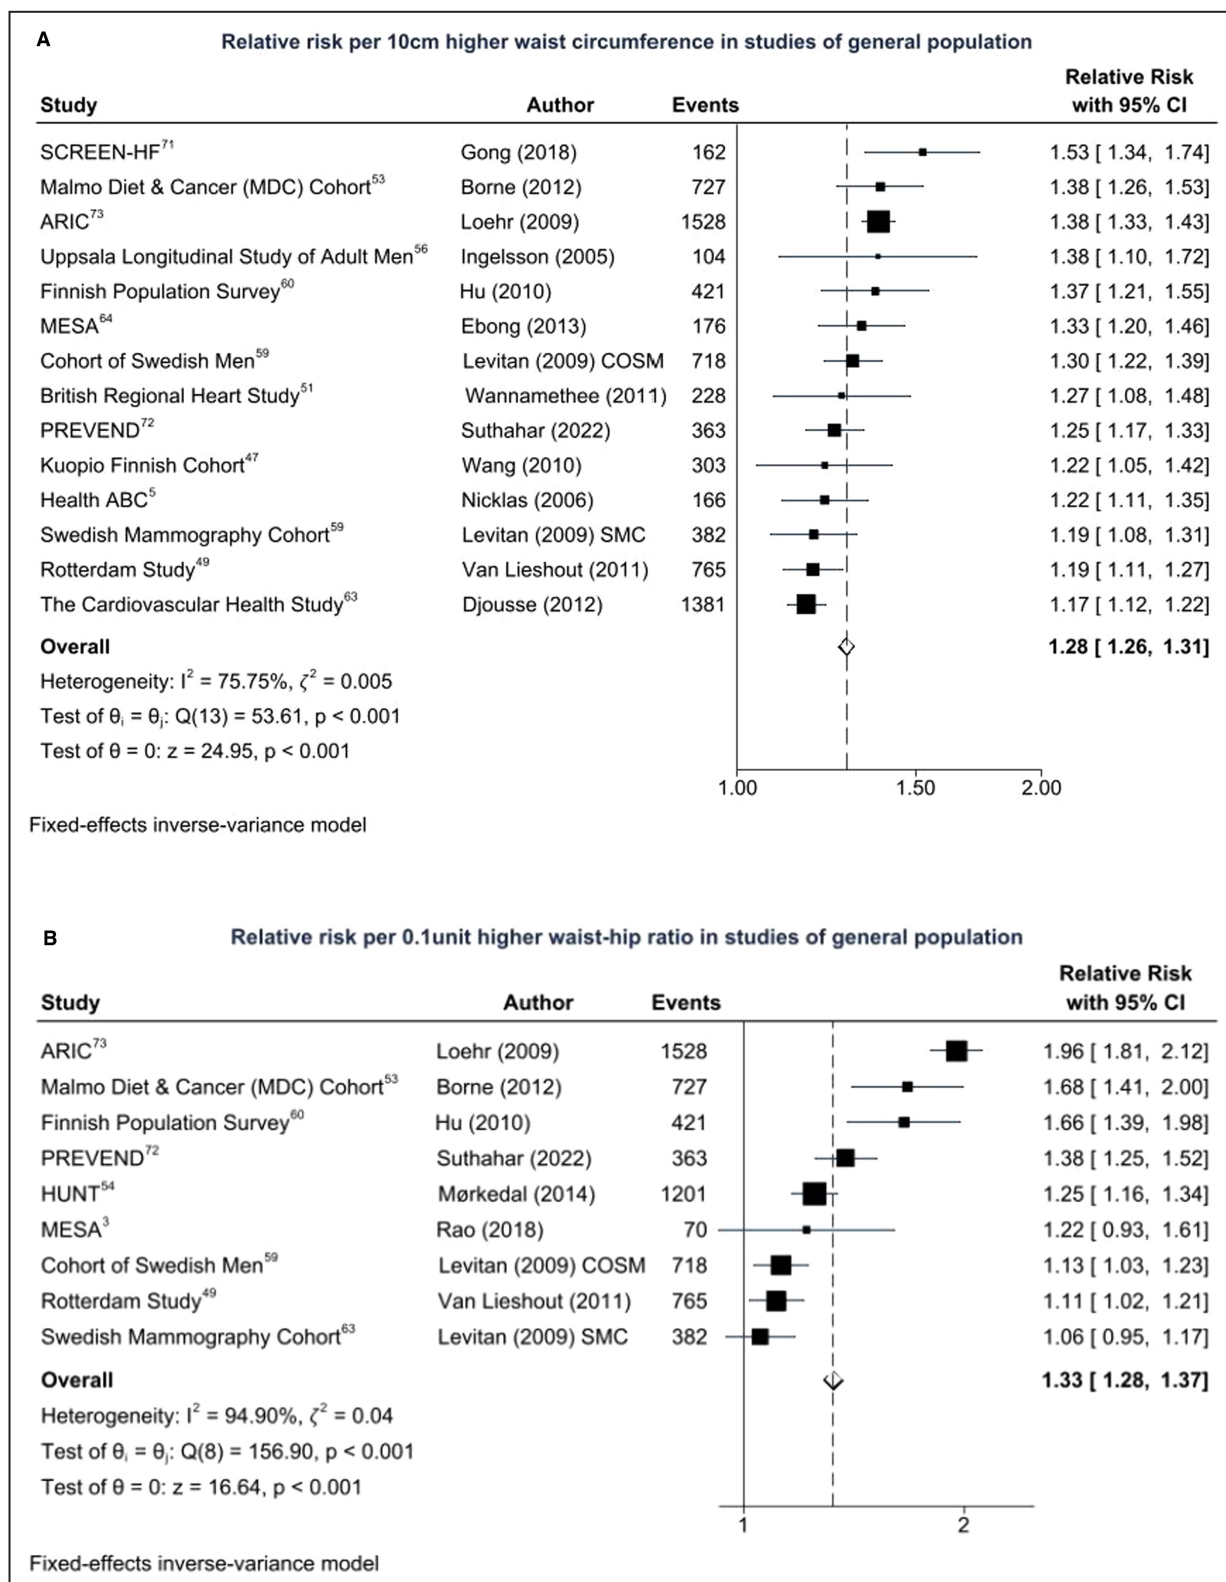 A
Relative risk per 10cm higher waist circumference in studies of general population
Relative Risk
Study Author Events with 95% CI
SCREEN-HF71 Gong (2018) 162 1.53 [ 1.34, 1.74]
Malmo Diet & Cancer (MDC) Cohort53 Borne (2012) 727 1.38 [ 1.26, 1.53]
ARIC73 Loehr (2009) 1528 1.38 [ 1.33, 1.43]
Uppsala Longitudinal Study of Adult Men56 Ingelsson (2005) 104 1.38 [ 1.10, 1.72]
Finnish Population Survey60 Hu (2010) 421 1.37 [ 1.21, 1.55]
MESA64 Ebong (2013) 176 1.33 [ 1.20, 1.46]
Cohort of Swedish Men59 Levitan (2009) COSM 718 1.30 [ 1.22, 1.39]
British Regional Heart Study51 Wannamethee (2011) 228 1.27 [ 1.08, 1.48]
PREVEND72 Suthahar (2022) 363 1.25 [ 1.17, 1.33]
Kuopio Finnish Cohort47 Wang (2010) 303 1.22 [ 1.05, 1.42]
Health ABC5 Nicklas (2006) 166 1.22 [ 1.11, 1.35]
Swedish Mammography Cohort59 Levitan (2009) SMC 382 1.19 [ 1.08, 1.31]
Rotterdam Study49 Van Lieshout (2011) 765 1.19 [ 1.11, 1.27]
The Cardiovascular Health Study63 Djousse (2012) 1381 1.17 [ 1.12, 1.22]
Overall 1.28 [ 1.26, 1.31]
Heterogeneity: I2 = 75.75%, ζ2 = 0.005
Test of θi = θj: Q(13) = 53.61, p < 0.001
Test of θ = 0: z = 24.95, p < 0.001
1.00 1.50 2.00
Fixed-effects inverse-variance model
B
Relative risk per 0.1unit higher waist-hip ratio in studies of general population
Relative Risk
Study Author Events with 95% CI
ARIC73 Loehr (2009) 1528 1.96 [ 1.81, 2.12]
Malmo Diet & Cancer (MDC) Cohort53 Borne (2012) 727 1.68 [ 1.41, 2.00]
Finnish Population Survey60 Hu (2010) 421 1.66 [ 1.39, 1.98]
PREVEND72 Suthahar (2022) 363 1.38 [ 1.25, 1.52]
HUNT54 Mørkedal (2014) 1201 1.25 [ 1.16, 1.34]
MESA3 Rao (2018) 70 1.22 [ 0.93, 1.61]
Cohort of Swedish Men59 Levitan (2009) COSM 718 1.13 [ 1.03, 1.23]
Rotterdam Study49 Van Lieshout (2011) 765 1.11 [ 1.02, 1.21]
Swedish Mammography Cohort63 Levitan (2009) SMC 382 1.06 [ 0.95, 1.17]
Overall 1.33 [ 1.28, 1.37]
Heterogeneity: I2 = 94.90%, ζ2 = 0.04
Test of θi = θj: Q(8) = 156.90, p < 0.001
Test of θ = 0: z = 16.64, p < 0.001
1 2
Fixed-effects inverse-variance model